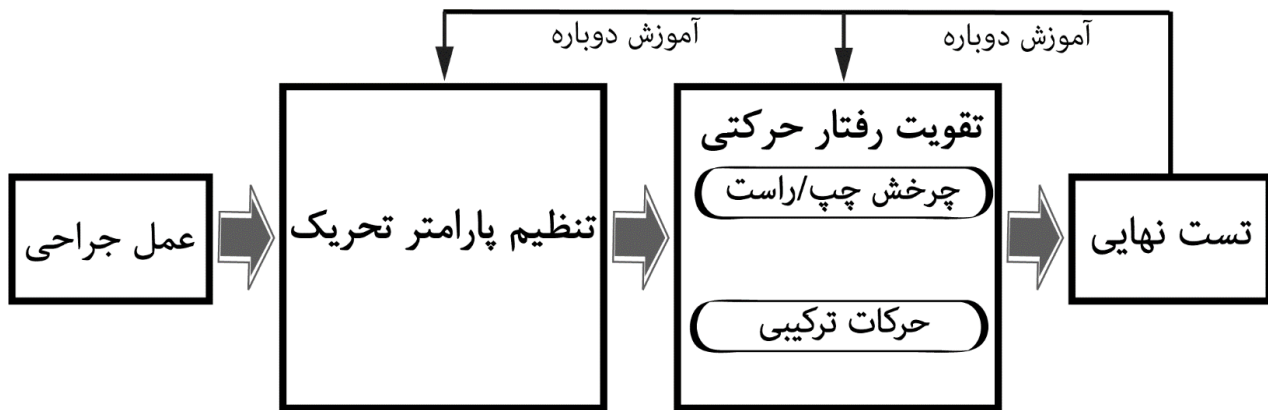 آموزش دوباره
آموزش دوباره
عمل جراحی
تنظیم پارامتر تحریک
تقویت رفتار حرکتی
چرخش چپ/راست
حرکات ترکیبی
تست نهایی